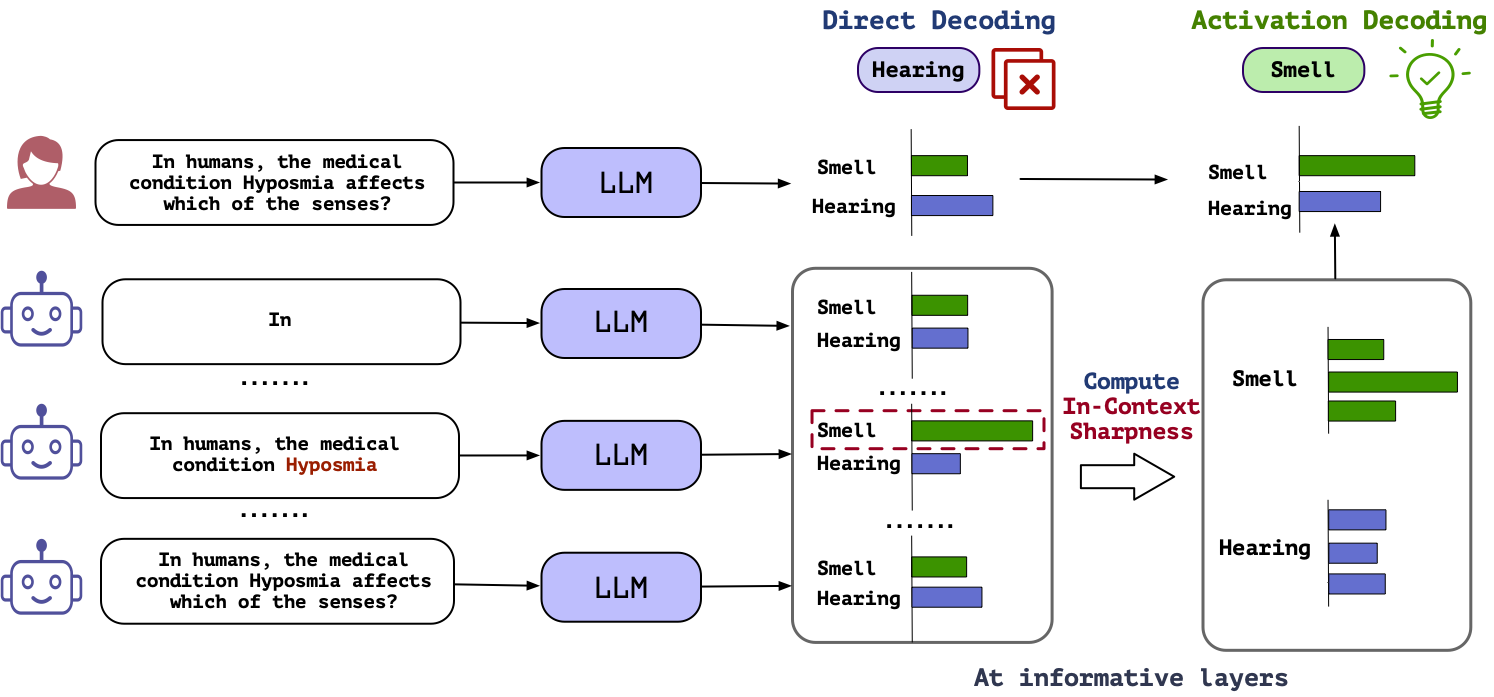 Direct Decoding
Activation Decoding
Hearing
Smell
In humans, the medical
condition Hyposmia affects
which of the senses?
LLM
Smell
Hearing
Smell
Hearing
In
LLM
Smell
Hearing
.......
.......
In humans, the medical
condition Hyposmia
LLM
Smell
Hearing
Compute
In-Context
Sharpness
Smell
Hearing
.......
.......
In humans, the medical
condition Hyposmia affects
which of the senses?
LLM
Smell
Hearing
At informative layers